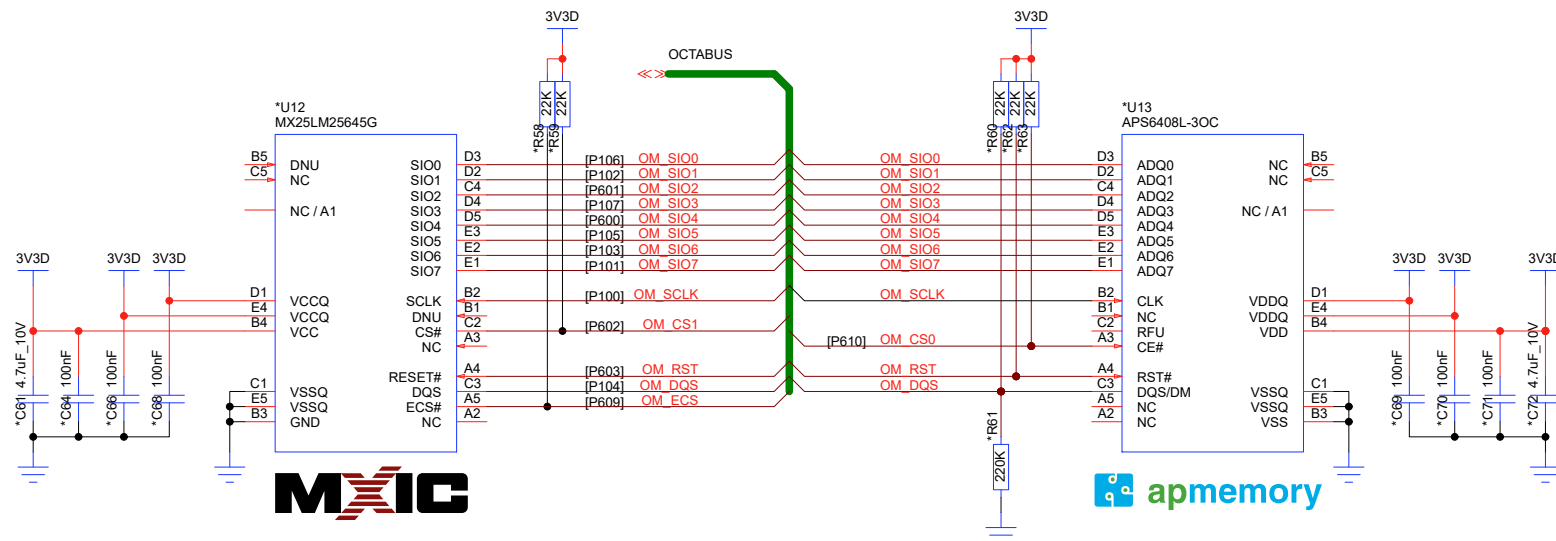 3V3D
3V3D
OCTABUS
*U12
MX25LM25645G
*R58 22K
*R59 22K
*R60 22K
*R62 22K
*R63 22K
*U13
APS6408L-3OC
B5 DNU SIO0 D3 [P106] OM_SIO0 OM_SIO0 D3 ADQ0 NC B5
C5 NC SIO1 D2 [P102] OM_SIO1 OM_SIO1 D2 ADQ1 NC C5
SIO2 C4 [P601] OM_SIO2 OM_SIO2 C4 ADQ2
NC / A1 SIO3 D4 [P107] OM_SIO3 OM_SIO3 D4 ADQ3 NC / A1
SIO4 D5 [P600] OM_SIO4 OM_SIO4 D5 ADQ4
SIO5 E3 [P105] OM_SIO5 OM_SIO5 E3 ADQ5
SIO6 E2 [P103] OM_SIO6 OM_SIO6 E2 ADQ6
SIO7 E1 [P101] OM_SIO7 OM_SIO7 E1 ADQ7
3V3D 3V3D 3V3D
3V3D 3V3D 3V3D
D1 VCCQ SCLK B2 [P100] OM_SCLK OM_SCLK B2 CLK VDDQ D1
E4 VCCQ DNU B1 B1 NC VDDQ E4
B4 VCC CS# C2 [P602] OM_CS1 C2 RFU VDD B4
NC A3 [P610] OM_CS0 A3 CE#
RESET# A4 [P603] OM_RST OM_RST A4 RST#
C1 VSSQ DQS C3 [P104] OM_DQS OM_DQS C3 DQS/DM VSSQ C1
E5 VSSQ ECS# A5 [P609] OM_ECS A5 NC VSSQ E5
B3 GND NC A2 A2 NC VSS B3
*C61 4.7uF_10V
*C64 100nF
*C66 100nF
*C68 100nF
*R61
220K
*C69 100nF
*C70 100nF
*C71 100nF
*C72 4.7uF_10V
MXIC
apmemory